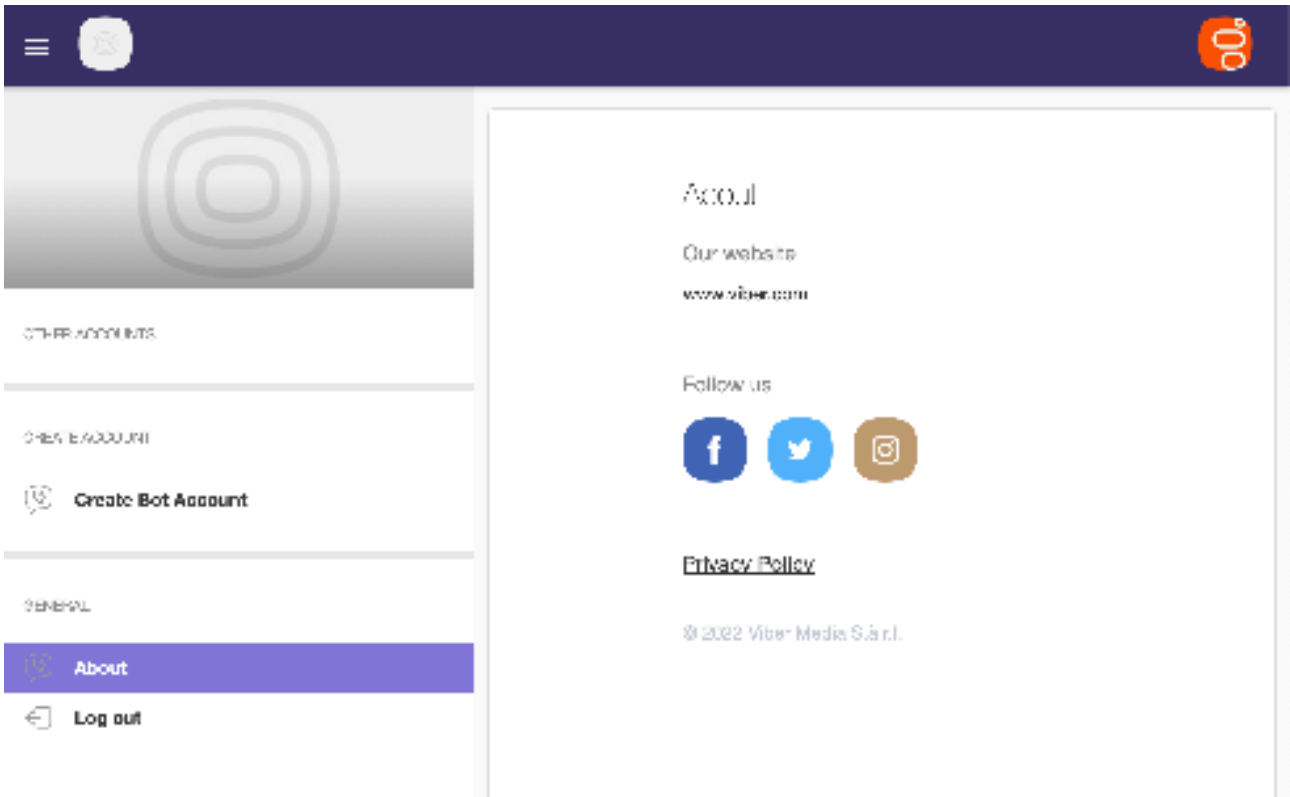 OTHER ACCOUNTS
CREATE ACCOUNT
Create Bot Account
GENERAL
About
Log out
About
Our website
www.viber.com
Follow us
Privacy Policy
© 2022 Viber Media S.à r.l.